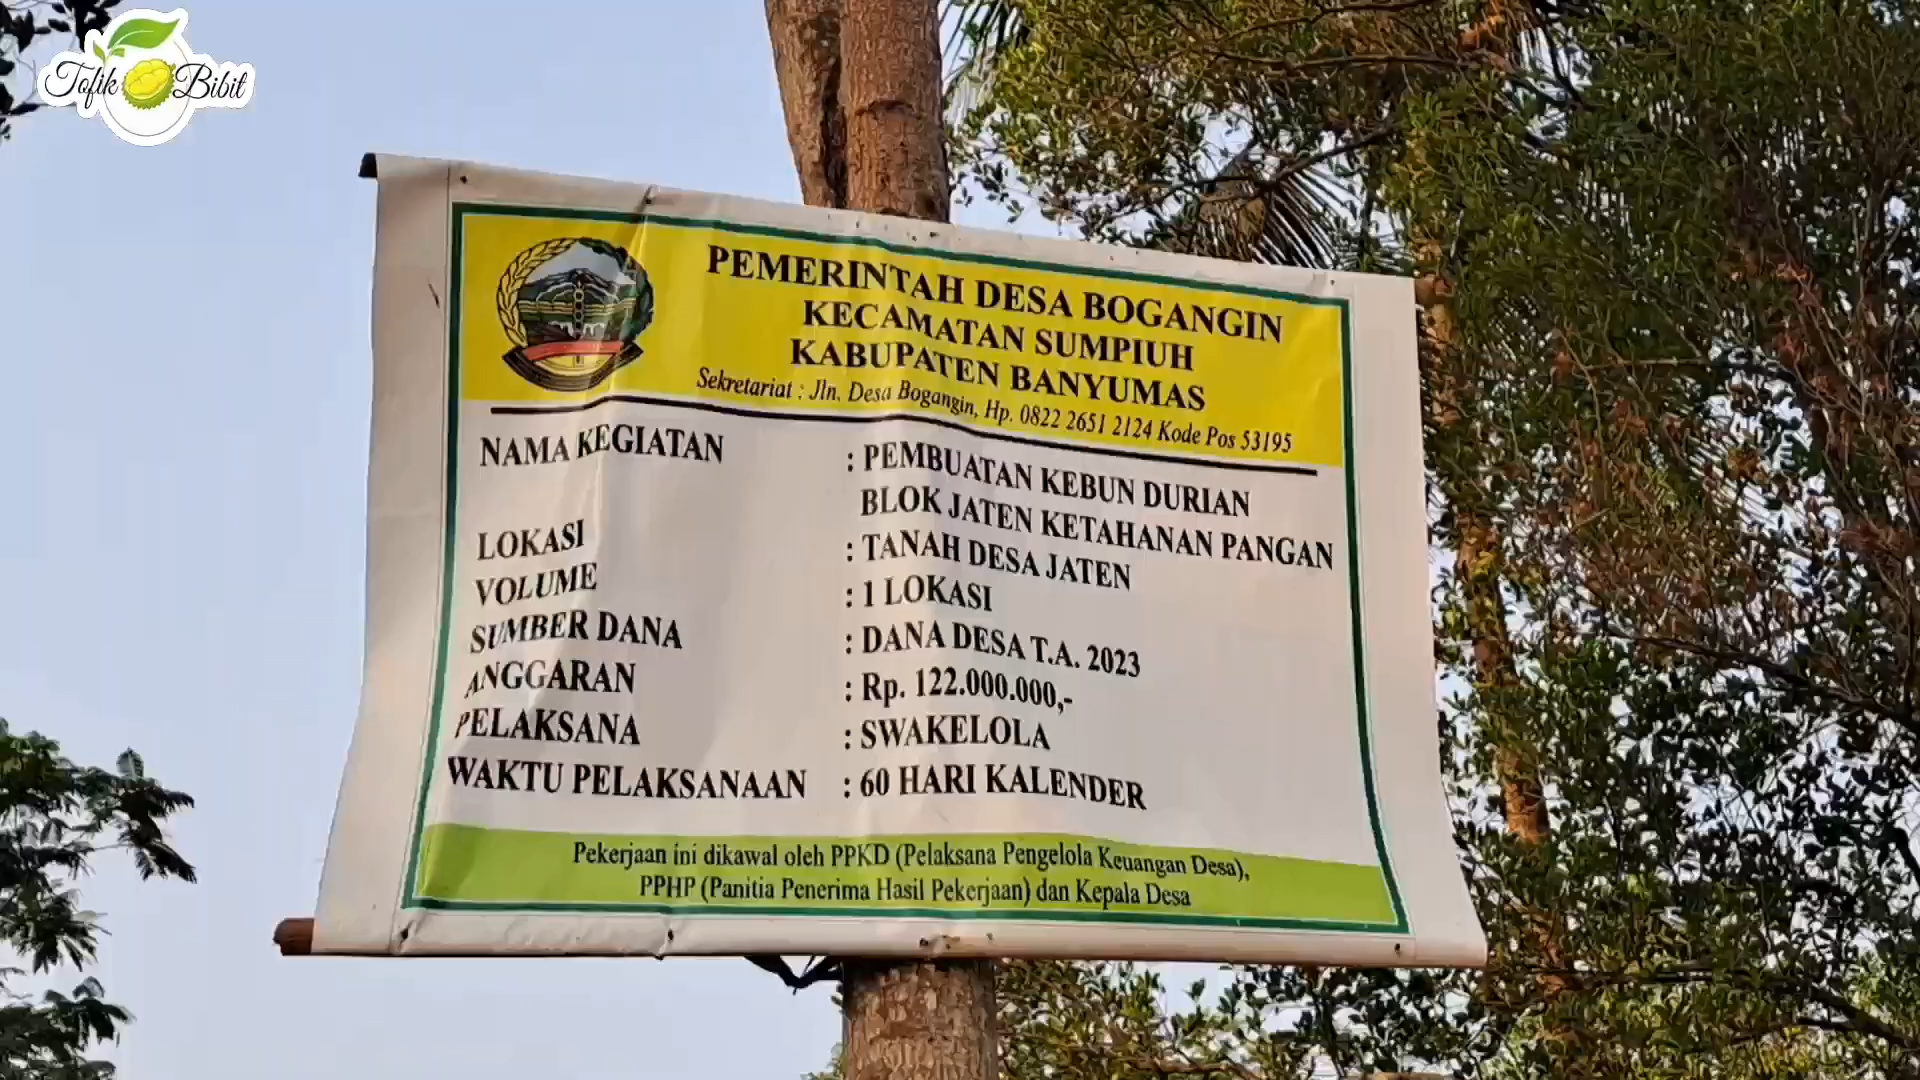 Tofik Bibit
PEMERINTAH DESA BOGANGIN
KECAMATAN SUMPIUH
KABUPATEN BANYUMAS
Sekretariat : Jln. Desa Bogangin, Hp. 0822 2651 2124 Kode Pos 53195
NAMA KEGIATAN : PEMBUATAN KEBUN DURIAN
BLOK JATEN KETAHANAN PANGAN
LOKASI : TANAH DESA JATEN
VOLUME : 1 LOKASI
SUMBER DANA : DANA DESA T.A. 2023
ANGGARAN : Rp. 122.000.000,-
PELAKSANA : SWAKELOLA
WAKTU PELAKSANAAN : 60 HARI KALENDER
Pekerjaan ini dikawal oleh PPKD (Pelaksana Pengelola Keuangan Desa),
PPHP (Panitia Penerima Hasil Pekerjaan) dan Kepala Desa